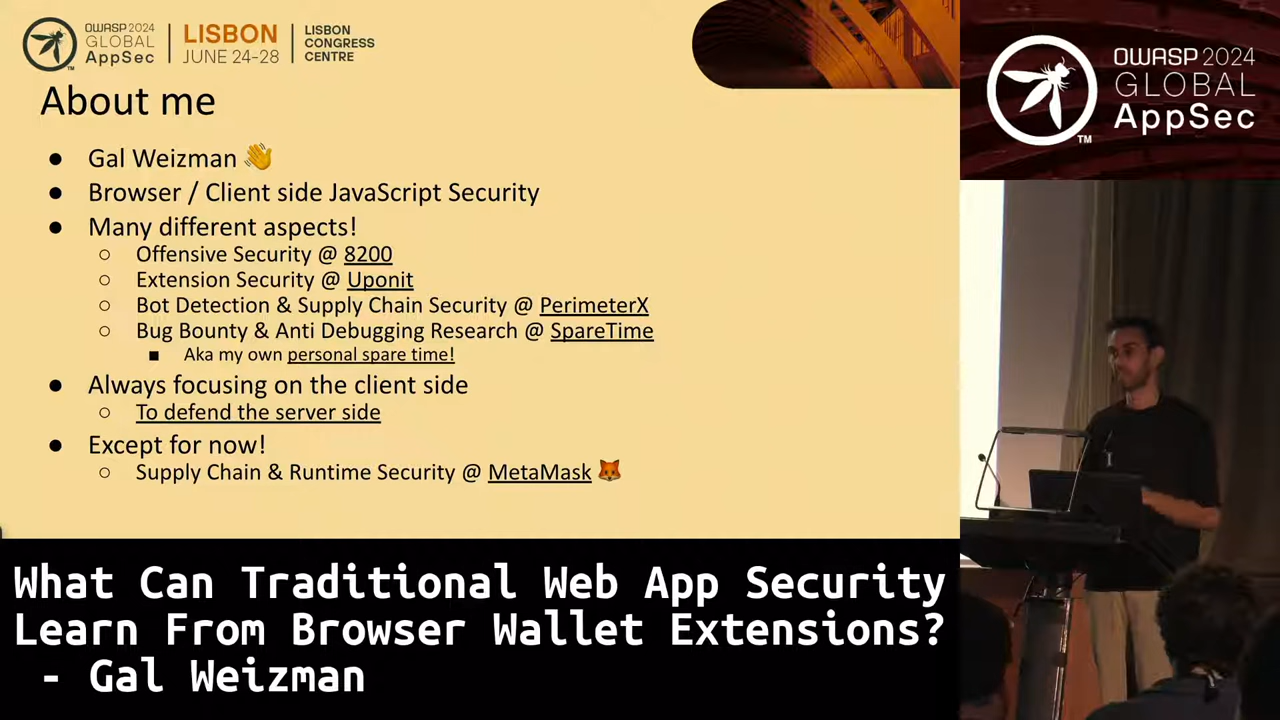 OWASP 2024
GLOBAL
AppSec
LISBON
JUNE 24-28
LISBON
CONGRESS
CENTRE
TM
About me
● Gal Weizman 👋
● Browser / Client side JavaScript Security
● Many different aspects!
○ Offensive Security @ 8200
○ Extension Security @ Uponit
○ Bot Detection & Supply Chain Security @ PerimeterX
○ Bug Bounty & Anti Debugging Research @ SpareTime
■ Aka my own personal spare time!
● Always focusing on the client side
○ To defend the server side
● Except for now!
○ Supply Chain & Runtime Security @ MetaMask 🦊
OWASP 2024
GLOBAL
AppSec
TM
What Can Traditional Web App Security
Learn From Browser Wallet Extensions?
- Gal Weizman